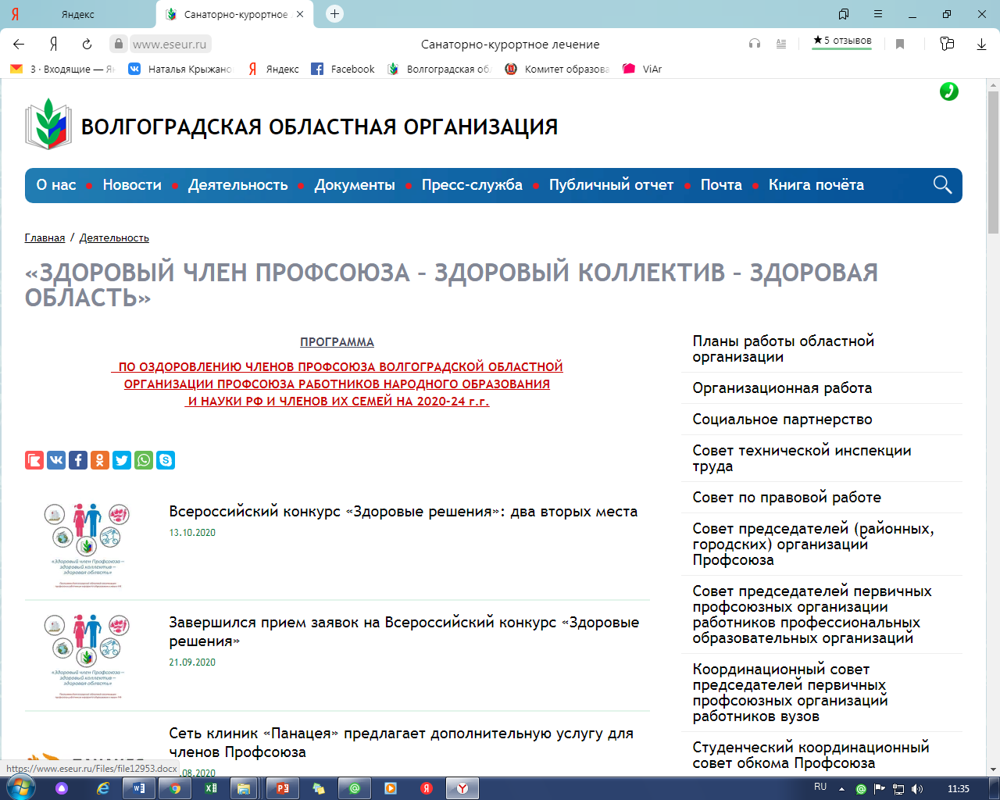 Яндекс
Санаторно-курортное
www.eseur.ru
Санаторно-курортное лечение
★5 отзывов
3 · Входящие — Ян
Наталья Крыжано
Яндекс
Facebook
Волгоградская об
Комитет образова
ViAr
ВОЛГОГРАДСКАЯ ОБЛАСТНАЯ ОРГАНИЗАЦИЯ
О нас • Новости • Деятельность • Документы • Пресс-служба • Публичный отчет • Почта • Книга почёта
Главная / Деятельность
«ЗДОРОВЫЙ ЧЛЕН ПРОФСОЮЗА – ЗДОРОВЫЙ КОЛЛЕКТИВ – ЗДОРОВАЯ
ОБЛАСТЬ»
ПРОГРАММА
ПО ОЗДОРОВЛЕНИЮ ЧЛЕНОВ ПРОФСОЮЗА ВОЛГОГРАДСКОЙ ОБЛАСТНОЙ
ОРГАНИЗАЦИИ ПРОФСОЮЗА РАБОТНИКОВ НАРОДНОГО ОБРАЗОВАНИЯ
И НАУКИ РФ И ЧЛЕНОВ ИХ СЕМЕЙ НА 2020-24 г.г.
Всероссийский конкурс «Здоровые решения»: два вторых места
13.10.2020
«Здоровый член Профсоюза –
здоровый коллектив –
здоровая область»
Завершился прием заявок на Всероссийский конкурс «Здоровые
решения»
21.09.2020
«Здоровый член Профсоюза –
здоровый коллектив –
здоровая область»
Сеть клиник «Панацея» предлагает дополнительную услугу для
членов Профсоюза
.08.2020
Планы работы областной
организации
Организационная работа
Социальное партнерство
Совет технической инспекции
труда
Совет по правовой работе
Совет председателей (районных,
городских) организаций
Профсоюза
Совет председателей первичных
профсоюзных организации
работников профессиональных
образовательных организаций
Координационный совет
председателей первичных
профсоюзных организаций
работников вузов
Студенческий координационный
совет обкома Профсоюза
https://www.eseur.ru/Files/file12953.docx
RU
11:35